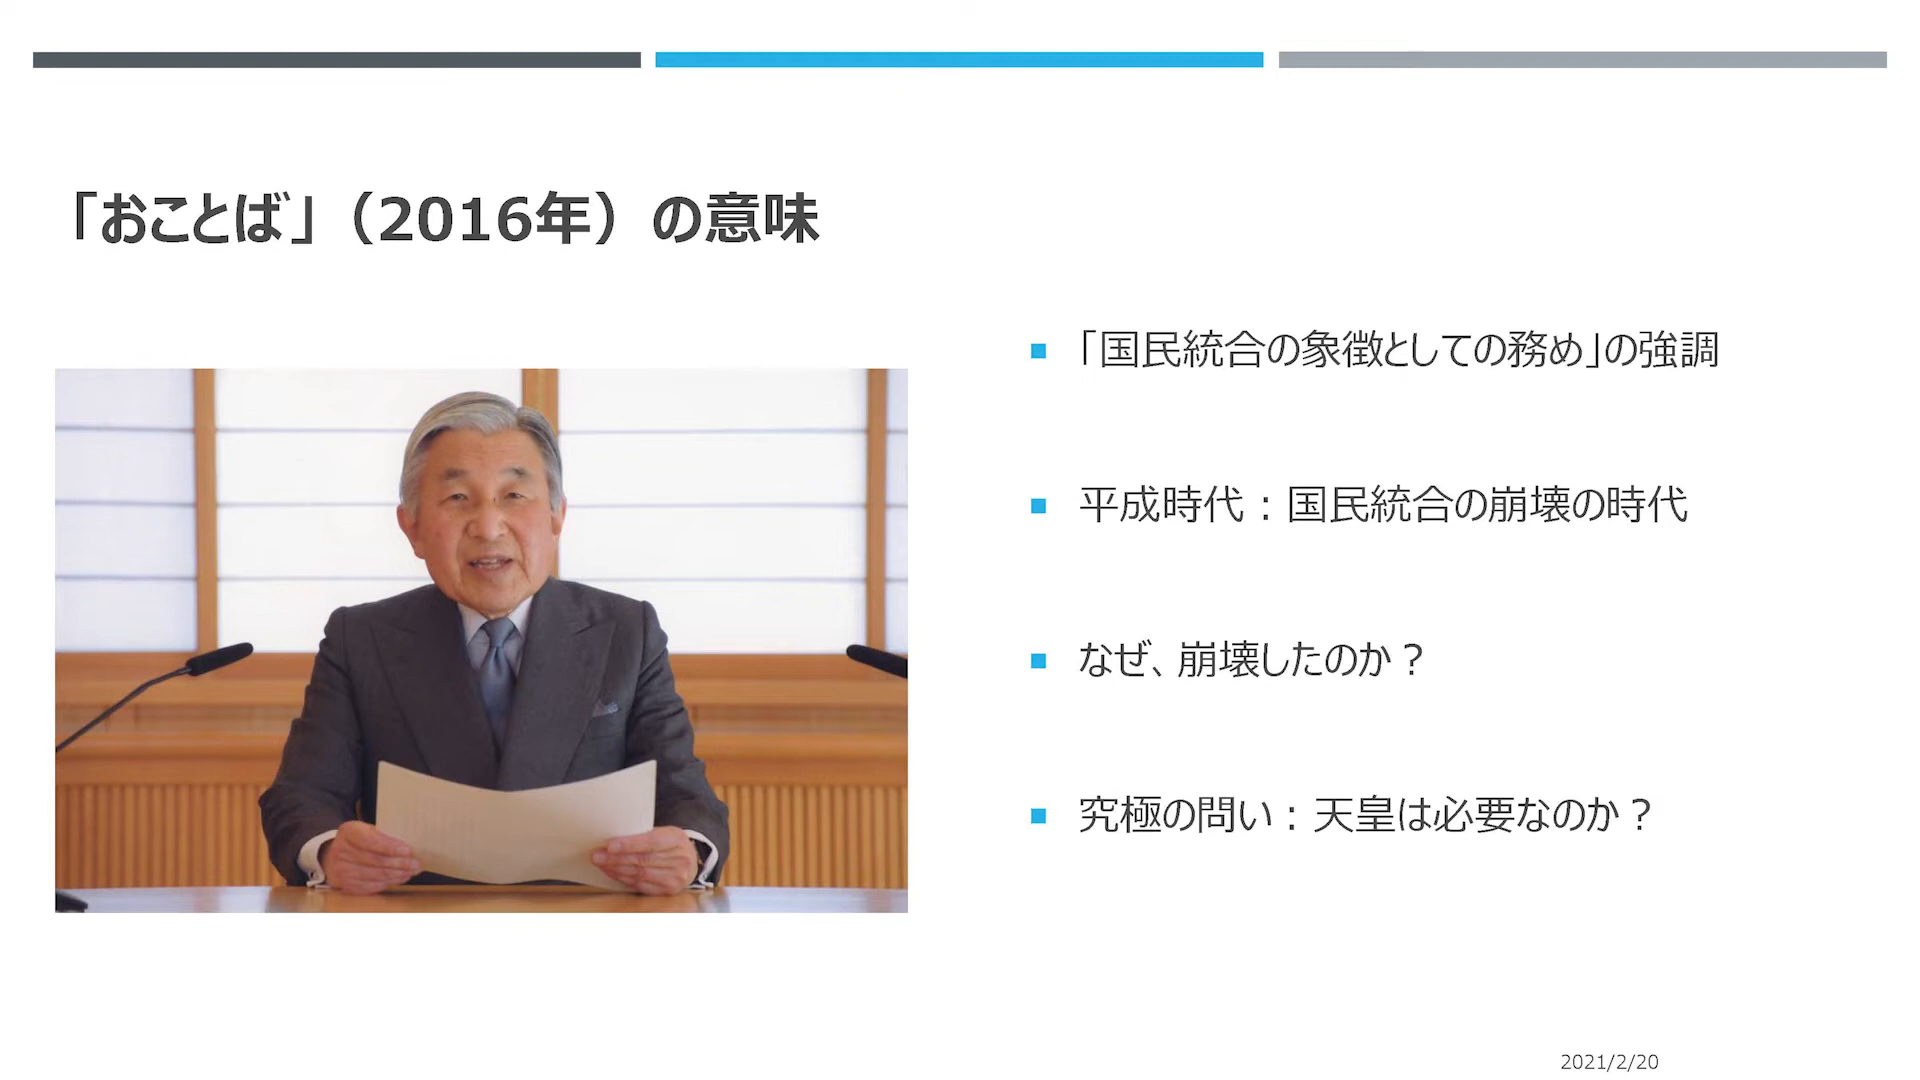 「おことば」（2016年）の意味
「国民統合の象徴としての務め」の強調
平成時代：国民統合の崩壊の時代
なぜ、崩壊したのか？
究極の問い：天皇は必要なのか？
2021/2/20